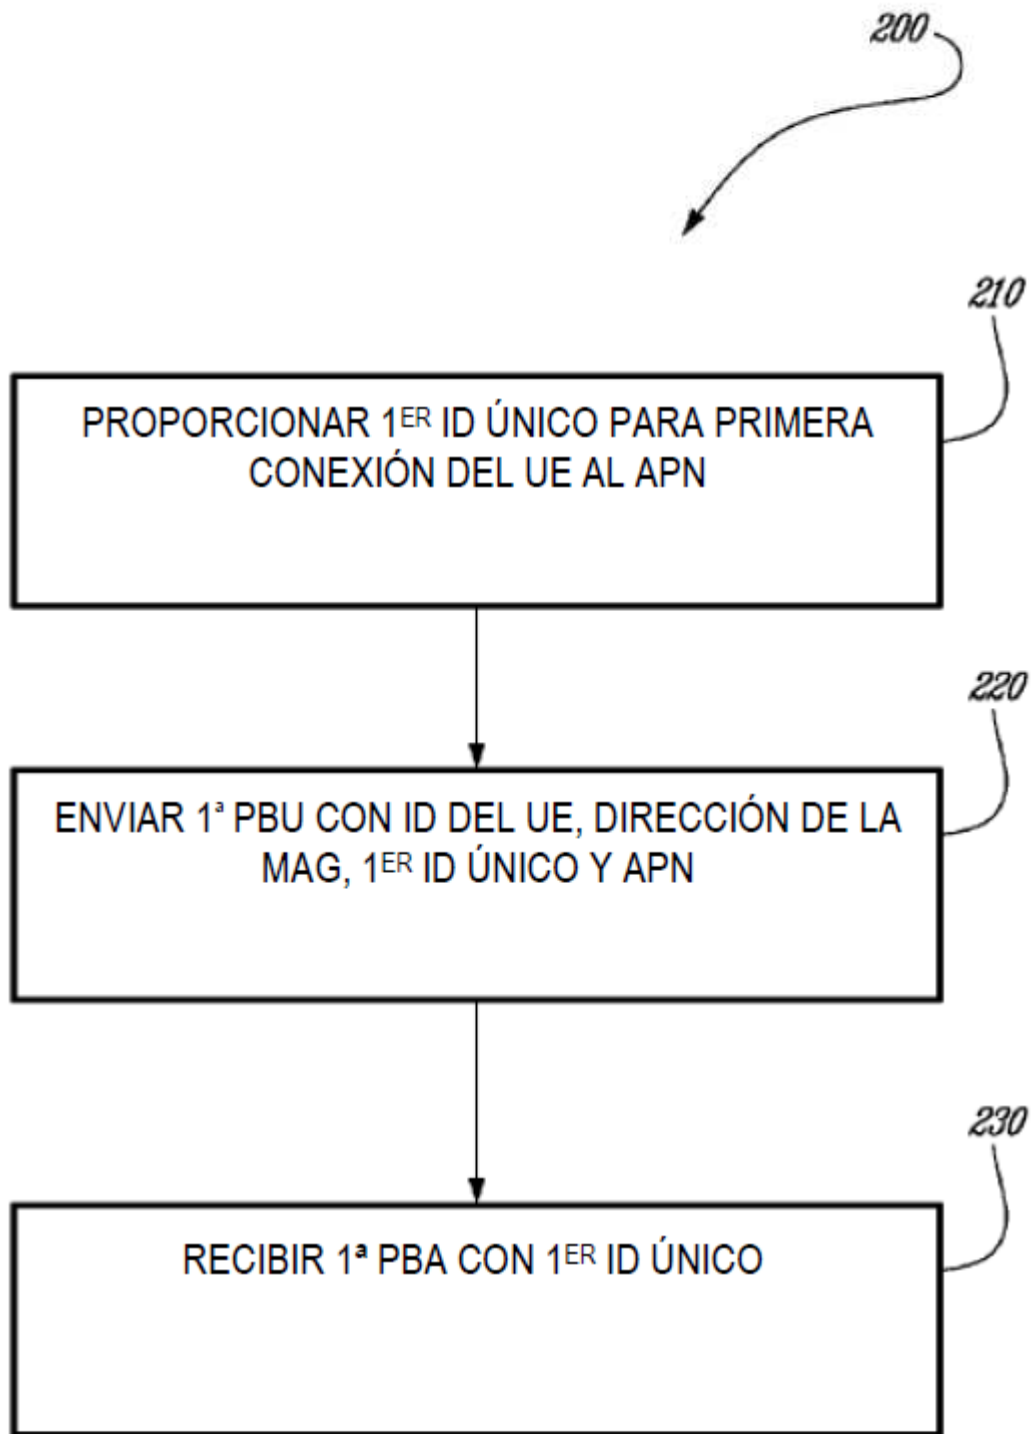 200
210
PROPORCIONAR 1ER ID ÚNICO PARA PRIMERA
CONEXIÓN DEL UE AL APN
220
ENVIAR 1ª PBU CON ID DEL UE, DIRECCIÓN DE LA
MAG, 1ER ID ÚNICO Y APN
230
RECIBIR 1ª PBA CON 1ER ID ÚNICO